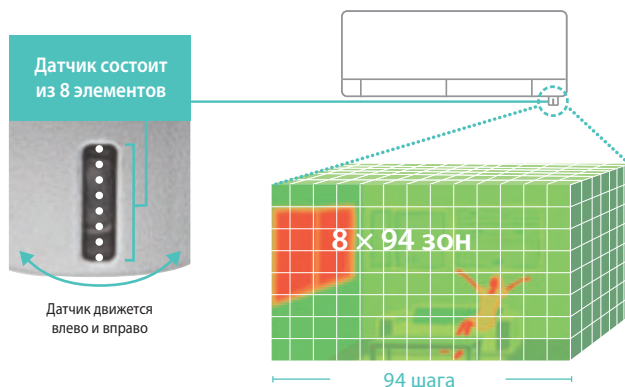 Датчик состоит
из 8 элементов
8 × 94 зон
Датчик движется
влево и вправо
94 шага